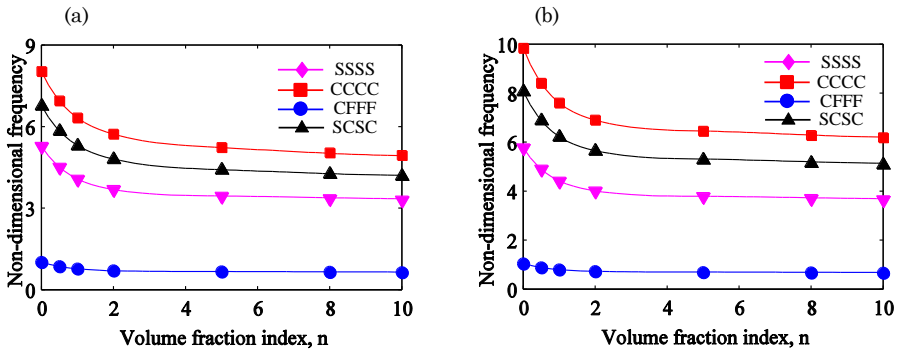 (a)
Non-dimensional frequency
9
6
3
0
SSSS
CCCC
CFFF
SCSC
0 2 4 6 8 10
Volume fraction index, n
(b)
Non-dimensional frequency
10
8
6
4
2
0
SSSS
CCCC
CFFF
SCSC
0 2 4 6 8 10
Volume fraction index, n